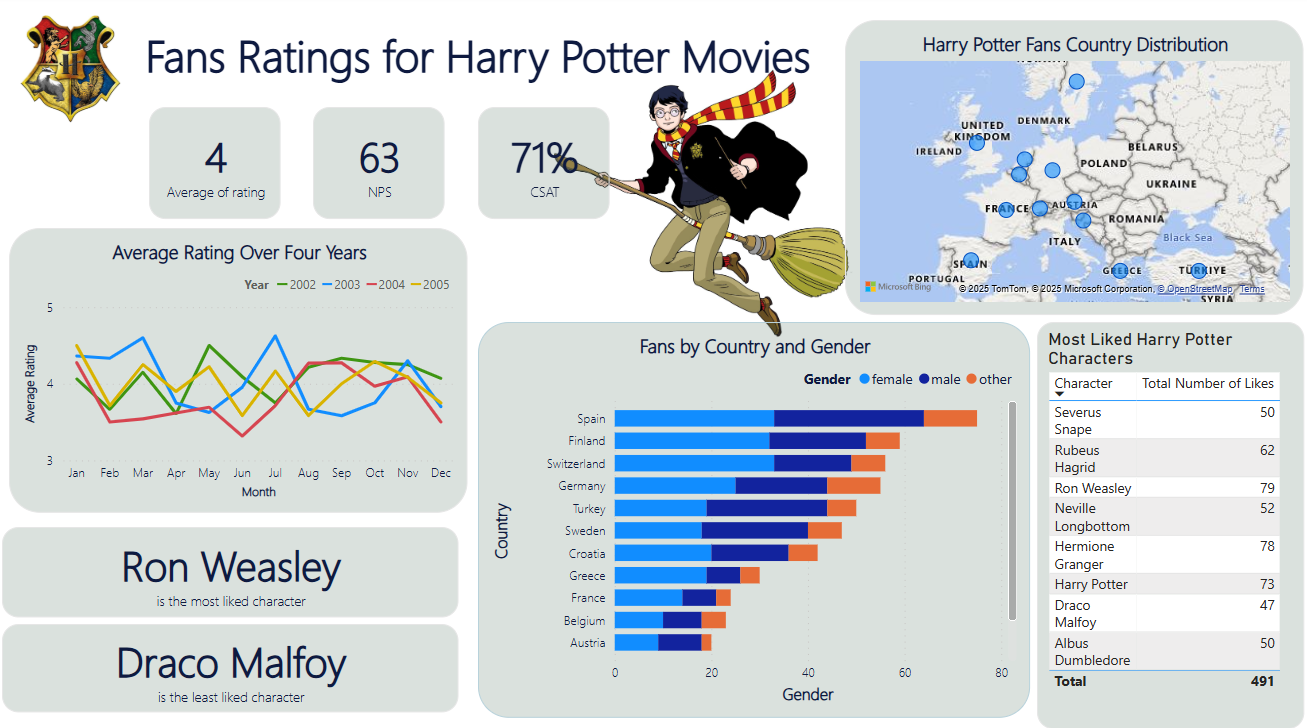 Fans Ratings for Harry Potter Movies
4
Average of rating
63
NPS
71%
CSAT
Harry Potter Fans Country Distribution
DENMARK
UNITED
KINGDOM
IRELAND
BELARUS
POLAND
UKRAINE
FRANCE
AUSTRIA
ROMANIA
ITALY
Black Sea
SPAIN
PORTUGAL
GREECE
TÜRKIYE
SYRIA
Microsoft Bing
© 2025 TomTom, © 2025 Microsoft Corporation, © OpenStreetMap Terms
Average Rating Over Four Years
Year 2002 2003 2004 2005
5
4
3
Average Rating
Jan Feb Mar Apr May Jun Jul Aug Sep Oct Nov Dec
Month
Ron Weasley
is the most liked character
Draco Malfoy
is the least liked character
Fans by Country and Gender
Gender female male other
Country
Spain
Finland
Switzerland
Germany
Turkey
Sweden
Croatia
Greece
France
Belgium
Austria
0 20 40 60 80
Gender
Most Liked Harry Potter
Characters
Character Total Number of Likes
Severus 50
Snape
Rubeus 62
Hagrid
Ron Weasley 79
Neville 52
Longbottom
Hermione 78
Granger
Harry Potter 73
Draco 47
Malfoy
Albus 50
Dumbledore
Total 491